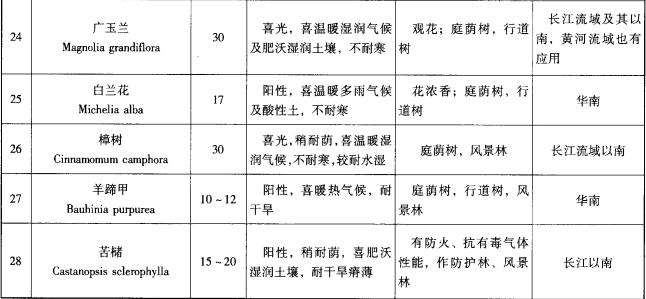 24 广玉兰 30 喜光，喜温暖湿润气候 观花；庭荫树，行道 长江流域及其以
Magnolia grandiflora 及肥沃湿润土壤，不耐寒 树 南，黄河流域也有
应用
25 白兰花 17 阳性，喜温暖多雨气候 花浓香；庭荫树，行 华南
Michelia alba 及酸性土，不耐寒 道树
26 樟树 30 喜光，稍耐荫，喜温暖湿 庭荫树，风景林 长江流域以南
Cinnamomum camphora 润气候，不耐寒，较耐水湿
27 羊蹄甲 10~12 阳性，喜暖热气候，耐 庭荫树，行道树，风 华南
Bauhinia purpurea 干旱 景林
28 苦槠 15~20 阳性，稍耐荫，喜肥沃 有防火、抗有毒气体 长江以南
Castanopsis sclerophylla 湿润土壤，耐干旱瘠薄 性能，作防护林、风景
林